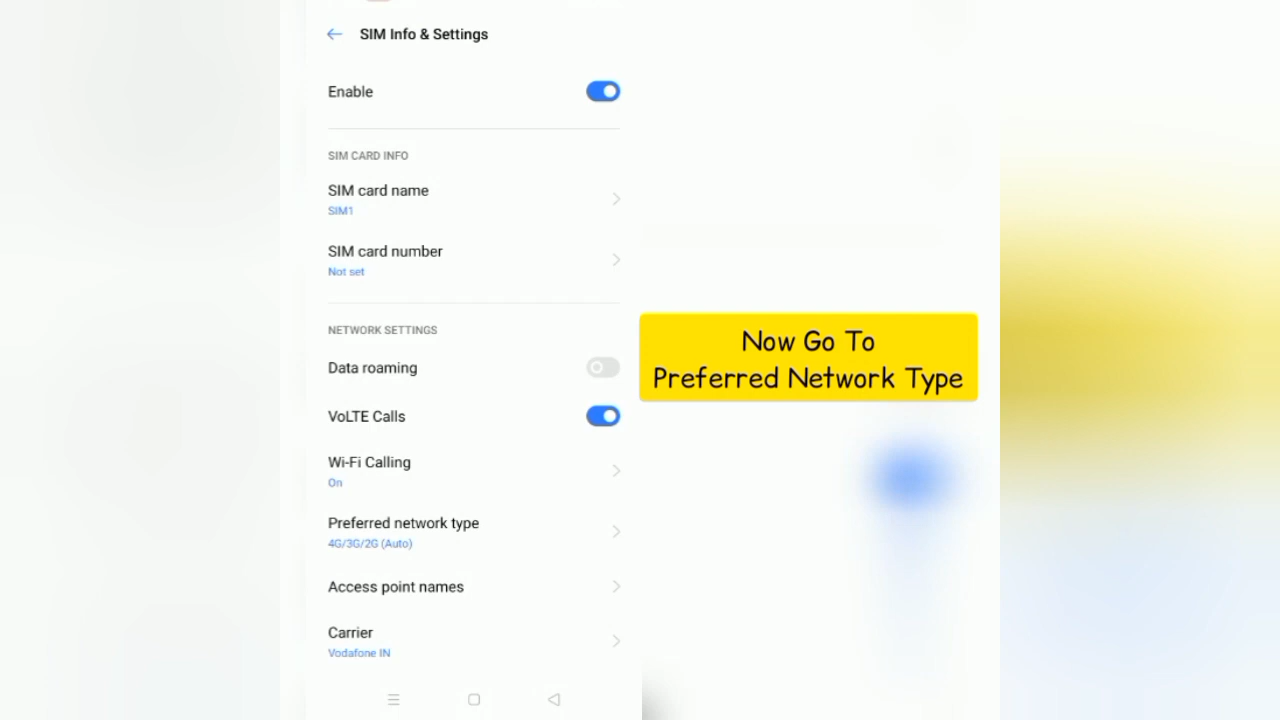 SIM Info & Settings
Enable
SIM CARD INFO
SIM card name
SIM1
SIM card number
Not set
NETWORK SETTINGS
Data roaming
VoLTE Calls
Wi-Fi Calling
On
Preferred network type
4G/3G/2G (Auto)
Access point names
Carrier
Vodafone IN
Now Go To
Preferred Network Type